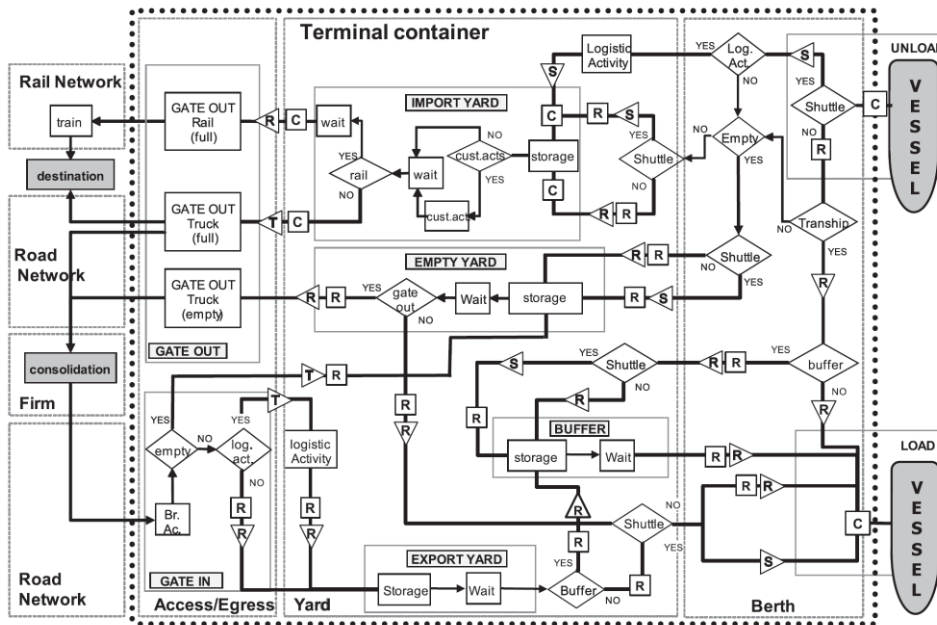 Terminal container
UNLOAD
VESSEL
Rail Network
train
destination
Road
Network
consolidation
Firm
Road
Network
GATE OUT
Rail
(full)
GATE OUT
Truck
(full)
GATE OUT
Truck
(empty)
GATE OUT
R
C
wait
T
C
IMPORT YARD
YES
rail
NO
wait
NO
cust.acts
YES
cust.act
storage
C
C
S
Logistic
Activity
R
S
YES
Shuttle
NO
R
R
YES
Log.
Act.
NO
YES
S
Shuttle
NO
R
C
Empty
YES
NO
NO
Tranship
YES
R
EMPTY YARD
R
R
YES
gate
out
NO
Wait
storage
R
R
R
S
NO
Shuttle
YES
T
R
S
YES
Shuttle
NO
R
R
R
YES
buffer
NO
R
R
R
R
BUFFER
storage
Wait
R
R
LOAD
VESSEL
C
R
R
S
YES
empty
NO
YES
log.
act.
NO
T
R
logistic
Activity
R
R
R
R
Br.
Ac.
GATE IN
EXPORT YARD
Storage
Wait
YES
Buffer
NO
R
R
R
Shuttle
NO
YES
Access/Egress
Yard
Berth